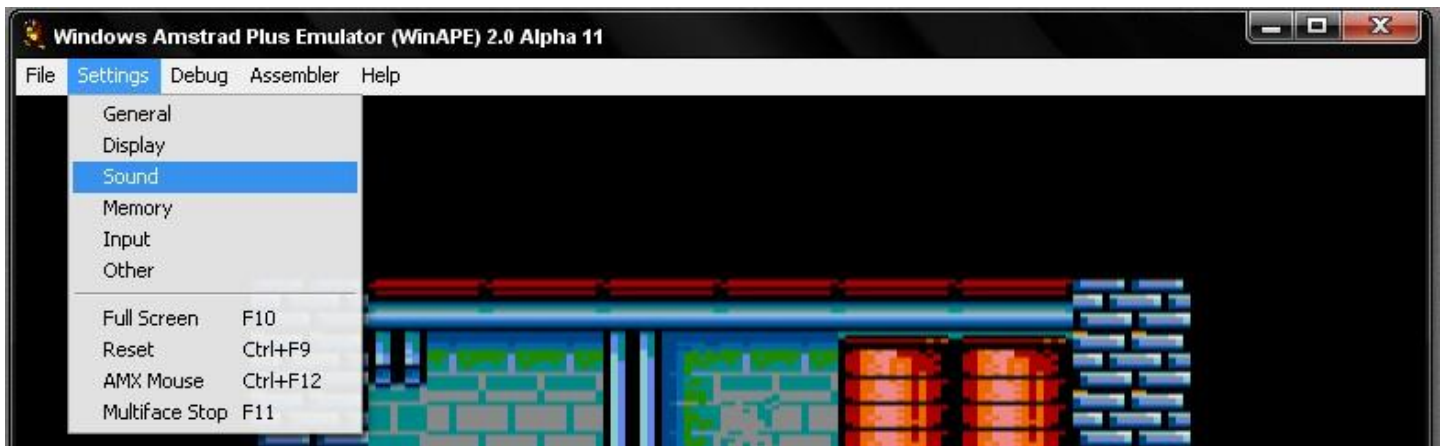 Windows Amstrad Plus Emulator (WinAPE) 2.0 Alpha 11
File Settings Debug Assembler Help
General
Display
Sound
Memory
Input
Other
Full Screen F10
Reset Ctrl+F9
AMX Mouse Ctrl+F12
Multiface Stop F11